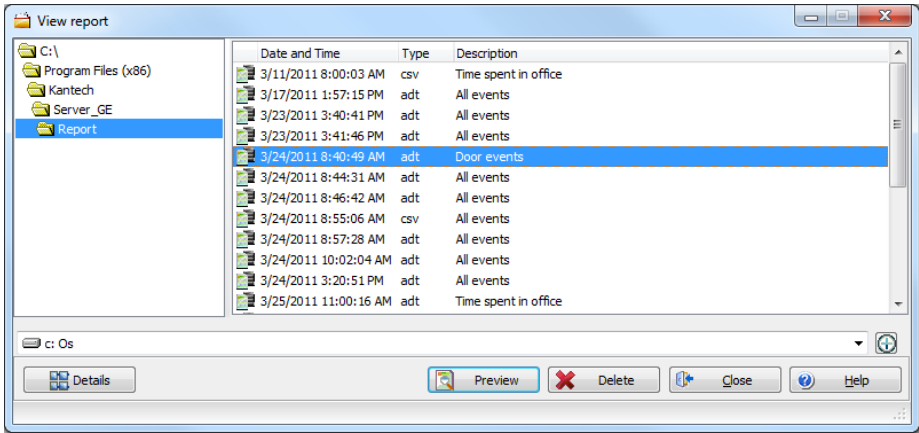 View report
C:\
Program Files (x86)
Kantech
Server_GE
Report
Date and Time Type Description
3/11/2011 8:00:03 AM csv Time spent in office
3/17/2011 1:57:15 PM adt All events
3/23/2011 3:40:41 PM adt All events
3/23/2011 3:41:46 PM adt All events
3/24/2011 8:40:49 AM adt Door events
3/24/2011 8:44:31 AM adt All events
3/24/2011 8:46:42 AM adt All events
3/24/2011 8:55:06 AM csv All events
3/24/2011 8:57:28 AM adt All events
3/24/2011 10:02:04 AM adt All events
3/24/2011 3:20:51 PM adt All events
3/25/2011 11:00:16 AM adt Time spent in office
c: Os
Details Preview Delete Close Help